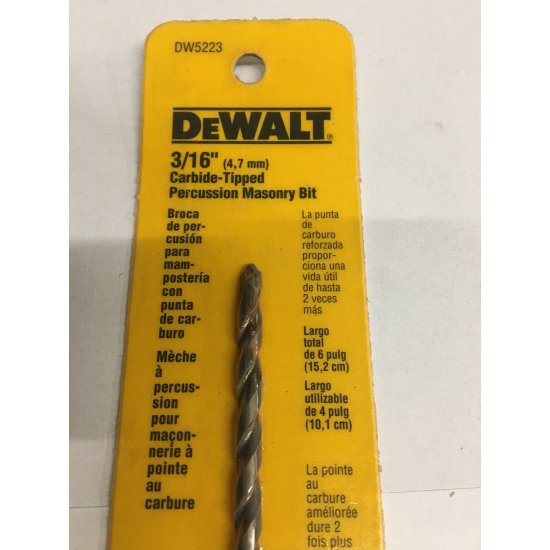 DW5223
DEWALT®
3/16" (4,7 mm)
Carbide-Tipped
Percussion Masonry Bit
Broca
de per-
cusión
para
mam-
postería
con
punta
de car-
buro
Mèche
à
percus-
sion
pour
maçon-
nerie à
pointe
au
carbure
La punta
de
carburo
reforzada
propor-
ciona una
vida útil
de hasta
2 veces
más
Largo
total
de 6 pulg
(15,2 cm)
Largo
utilizable
de 4 pulg
(10,1 cm)
La pointe
au
carbure
améliorée
dure 2
fois plus